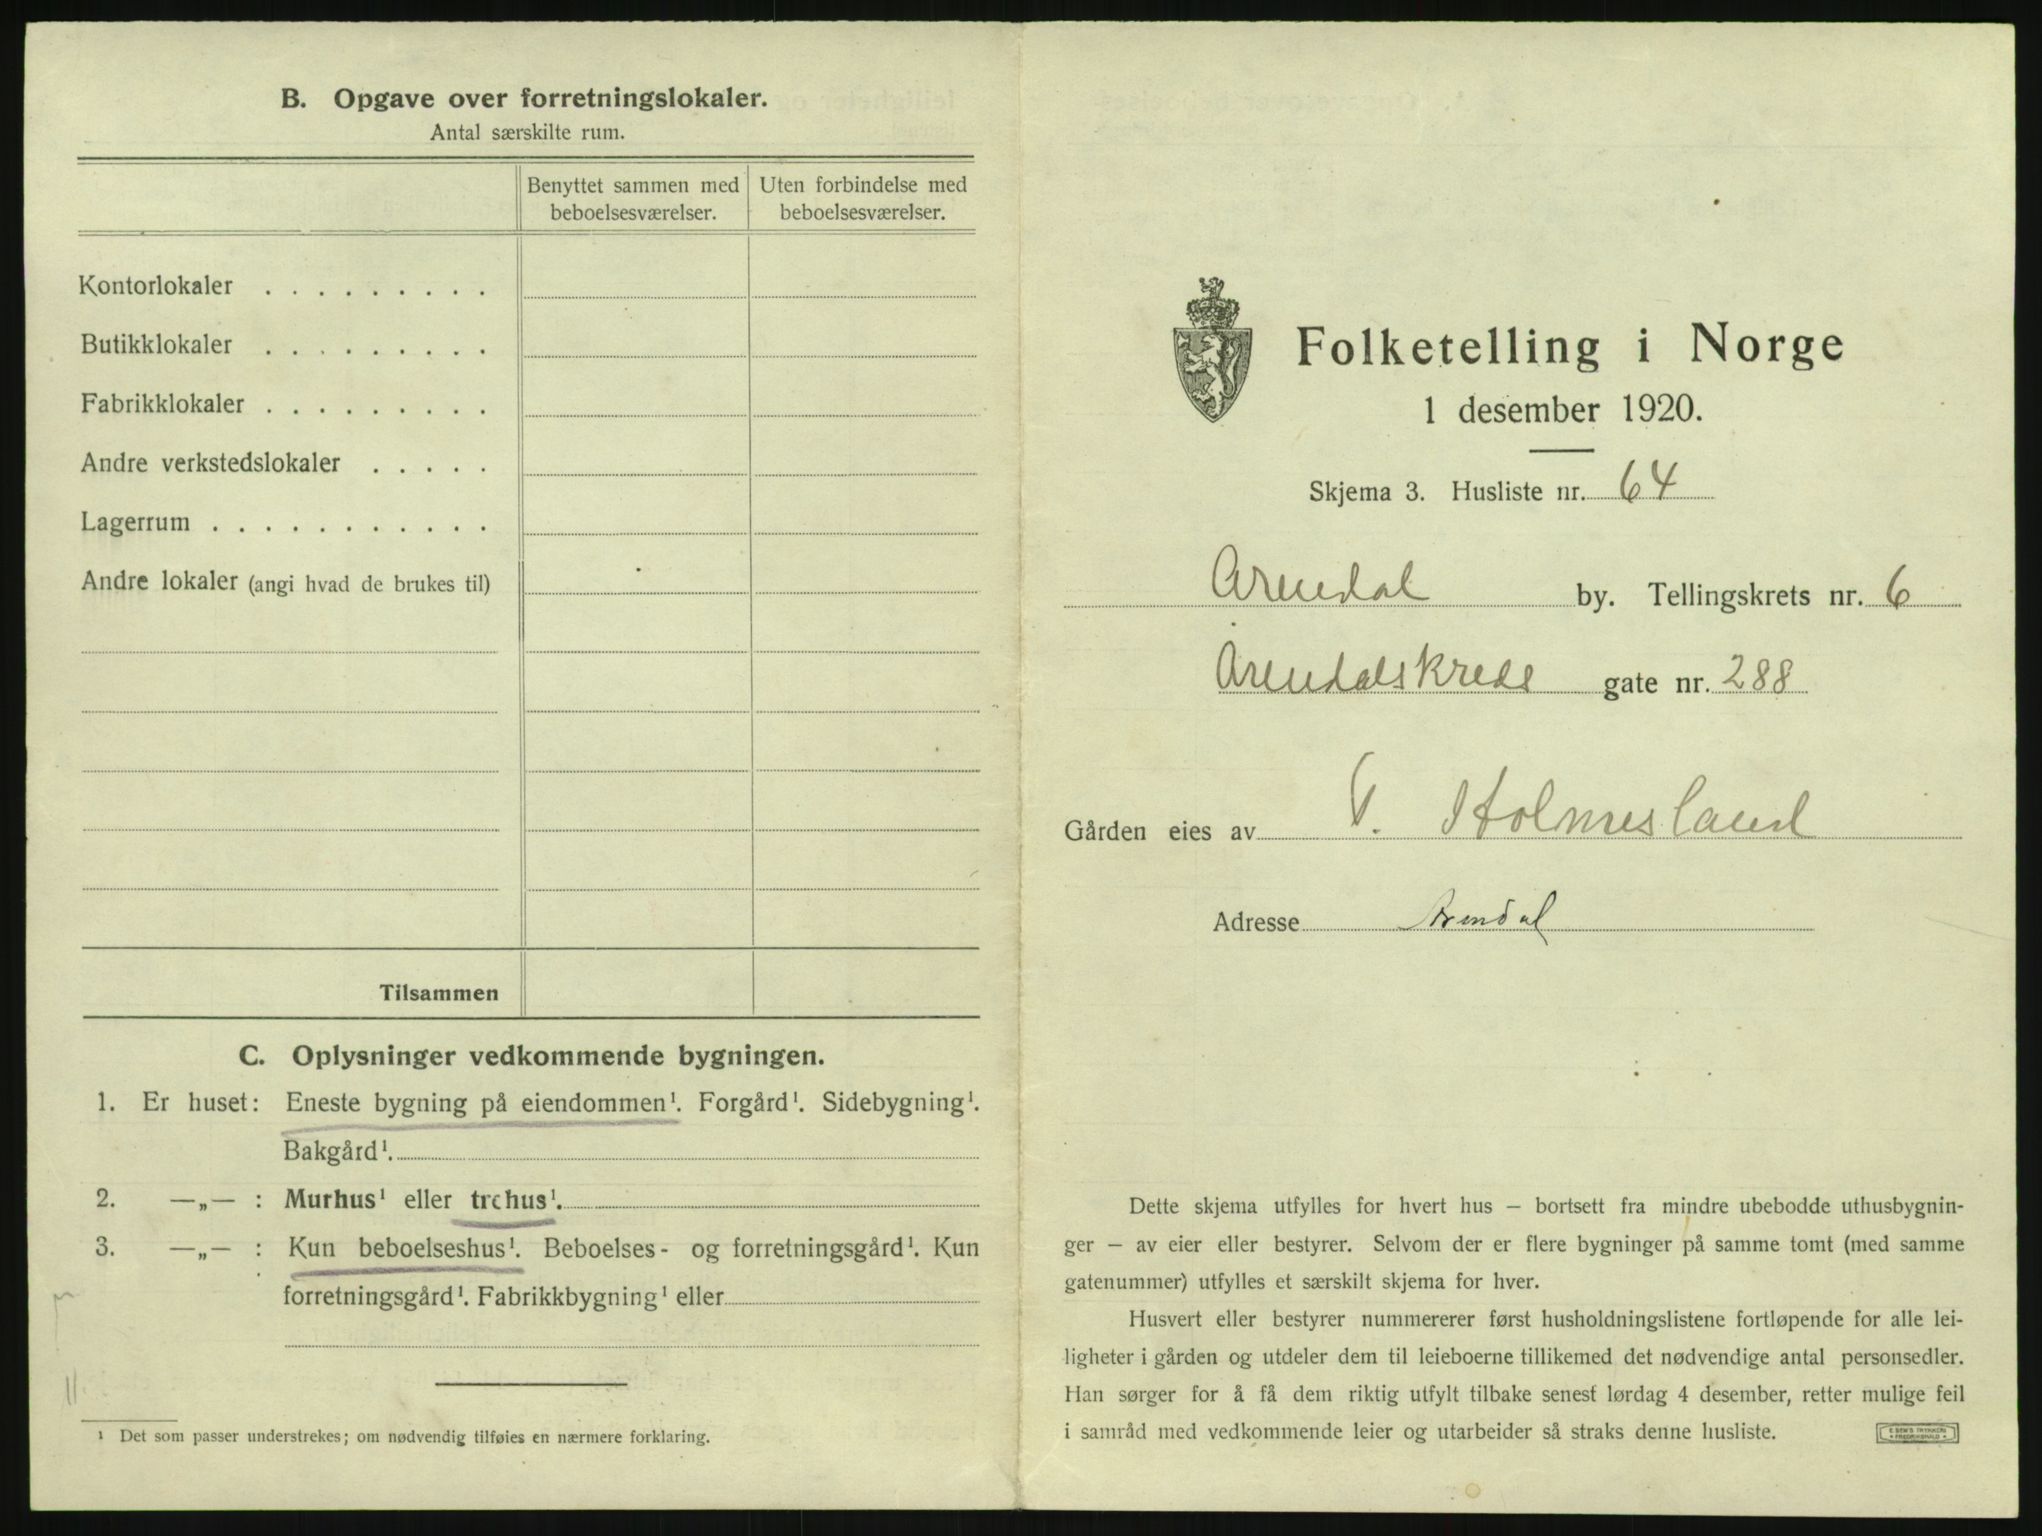 B. Opgave over forretningslokaler.
Antal særskilte rum.
Benyttet sammen med
beboelsesværelser.
Uten forbindelse med
beboelsesværelser.
Kontorlokaler . . . . . . . . .
Butikklokaler . . . . . . . . .
Fabrikklokaler . . . . . . . . .
Andre verkstedslokaler . . . . .
Lagerrum . . . . . . . . . . .
Andre lokaler (angi hvad de brukes til)
Tilsammen
C. Oplysninger vedkommende bygningen.
1. Er huset: Eneste bygning på eiendommen¹. Forgård¹. Sidebygning¹.
Bakgård¹.
2. —„— : Murhus¹ eller trehus¹.
3. —„— : Kun beboelseshus¹. Beboelses- og forretningsgård¹. Kun
forretningsgård¹. Fabrikkbygning¹ eller
¹ Det som passer understrekes; om nødvendig tilføies en nærmere forklaring.
Folketelling i Norge
1 desember 1920.
Skjema 3. Husliste nr. 64
Arendal by. Tellingskrets nr. 6
Arendalskreds gate nr. 288
Gården eies av Holmesland
Adresse Arendal
Dette skjema utfylles for hvert hus – bortsett fra mindre ubebodde uthusbygnin-
ger – av eier eller bestyrer. Selvom der er flere bygninger på samme tomt (med samme
gatenummer) utfylles et særskilt skjema for hver.
Husvert eller bestyrer nummererer først husholdningslistene fortløpende for alle lei-
ligheter i gården og utdeler dem til leieboerne tillikemed det nødvendige antal personsedler.
Han sørger for å få dem riktig utfylt tilbake senest lørdag 4 desember, retter mulige feil
i samråd med vedkommende leier og utarbeider så straks denne husliste.